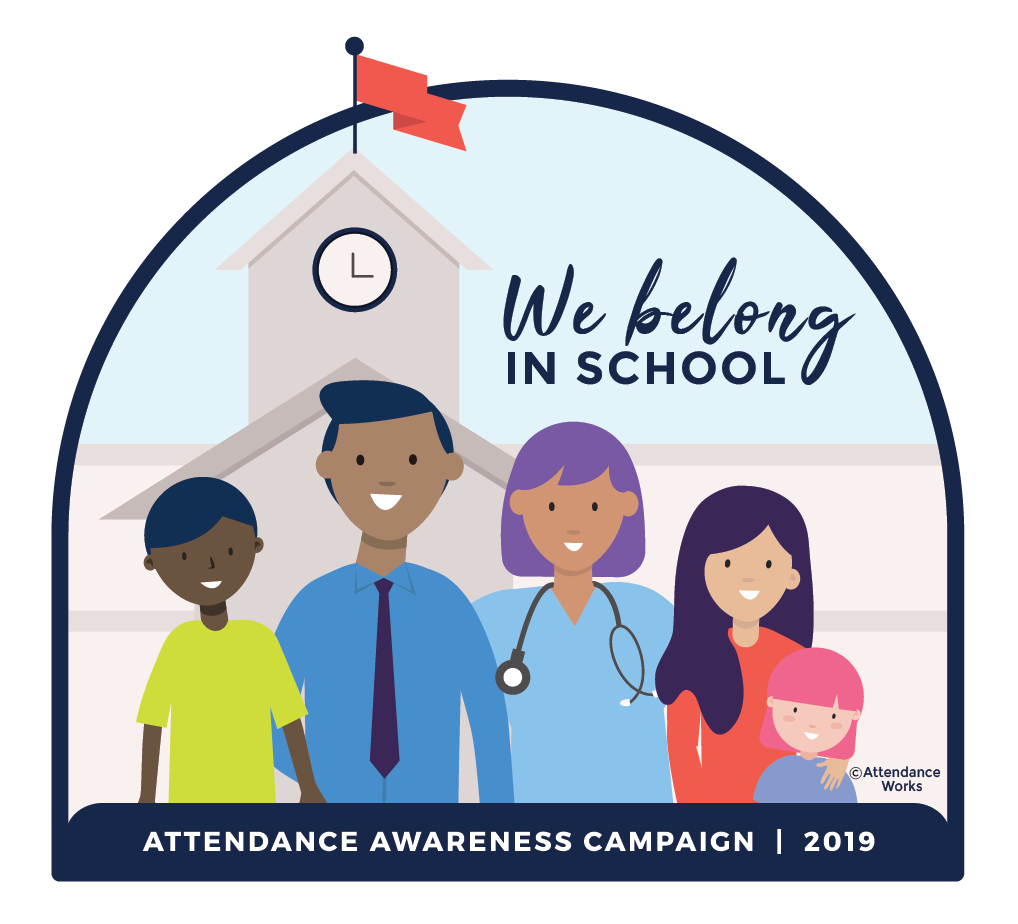 We belong
IN SCHOOL
©Attendance
Works
ATTENDANCE AWARENESS CAMPAIGN | 2019